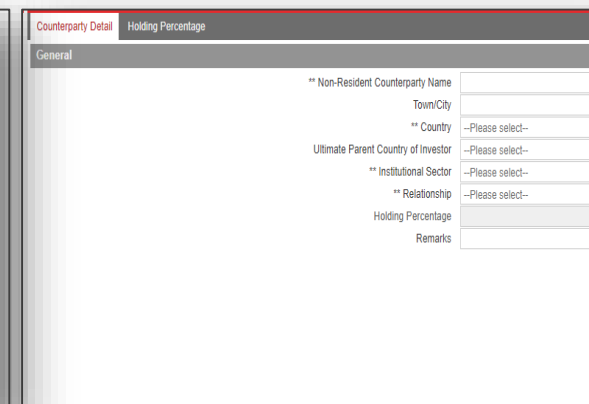 Counterparty Detail Holding Percentage
General
** Non-Resident Counterparty Name
Town/City
** Country --Please select--
Ultimate Parent Country of Investor --Please select--
** Institutional Sector --Please select--
** Relationship --Please select--
Holding Percentage
Remarks